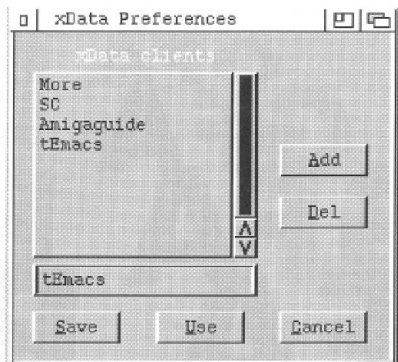 xData Preferences
xData clients
More
SC
Amigaguide
tEmacs
Add
Del
tEmacs
Save Use Cancel